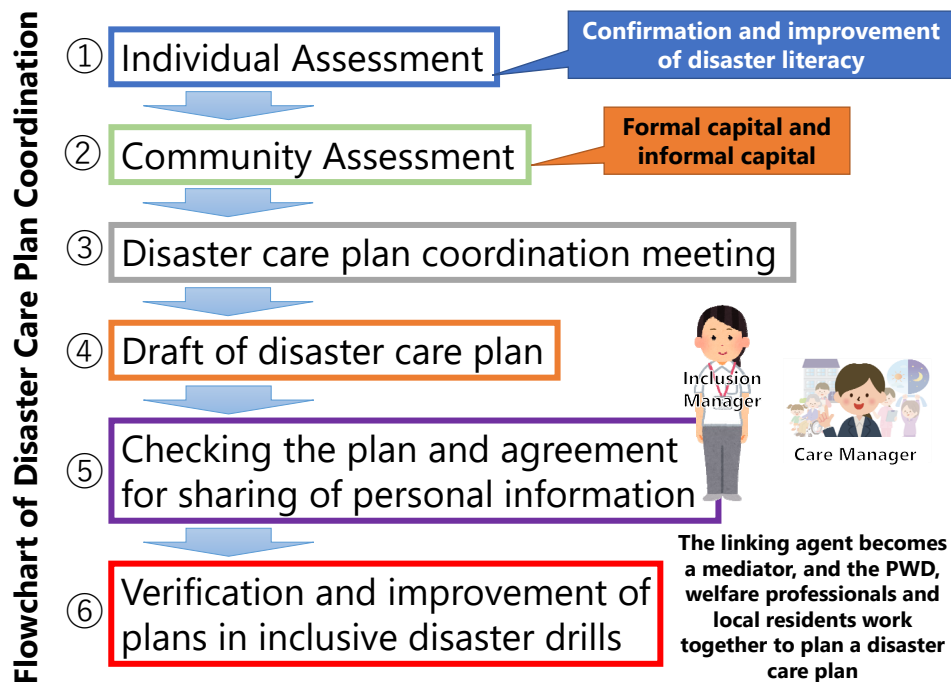 Flowchart of Disaster Care Plan Coordination
① Individual Assessment
Confirmation and improvement
of disaster literacy
② Community Assessment
Formal capital and
informal capital
③ Disaster care plan coordination meeting
④ Draft of disaster care plan
Inclusion
Manager
Care Manager
⑤ Checking the plan and agreement
for sharing of personal information
⑥ Verification and improvement of
plans in inclusive disaster drills
The linking agent becomes
a mediator, and the PWD,
welfare professionals and
local residents work
together to plan a disaster
care plan